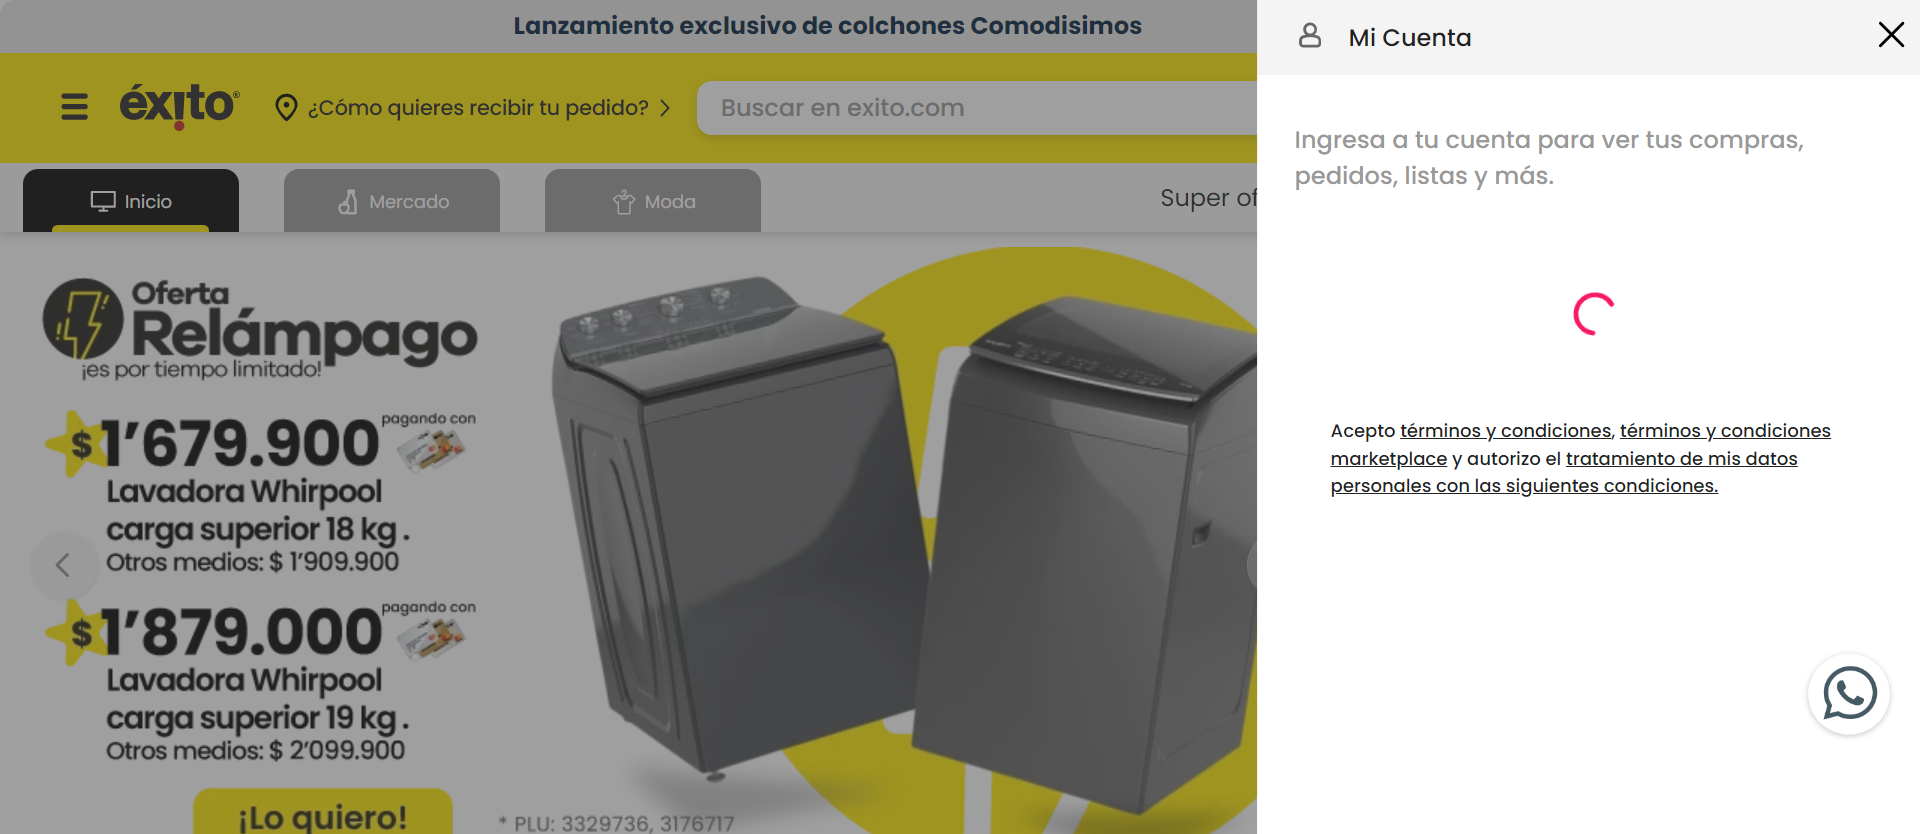 Lanzamiento exclusivo de colchones Comodisimos
éxito®
¿Cómo quieres recibir tu pedido?
Buscar en exito.com
Inicio
Mercado
Moda
Super of
Oferta
Relámpago
¡es por tiempo limitado!
$1'679.900
pagando con
Lavadora Whirpool
carga superior 18 kg.
Otros medios: $ 1'909.900
$1'879.000
pagando con
Lavadora Whirpool
carga superior 19 kg.
Otros medios: $ 2'099.900
¡Lo quiero!
* PLU: 3329736, 3176717
Mi Cuenta
Ingresa a tu cuenta para ver tus compras,
pedidos, listas y más.
Acepto términos y condiciones, términos y condiciones
marketplace y autorizo el tratamiento de mis datos
personales con las siguientes condiciones.